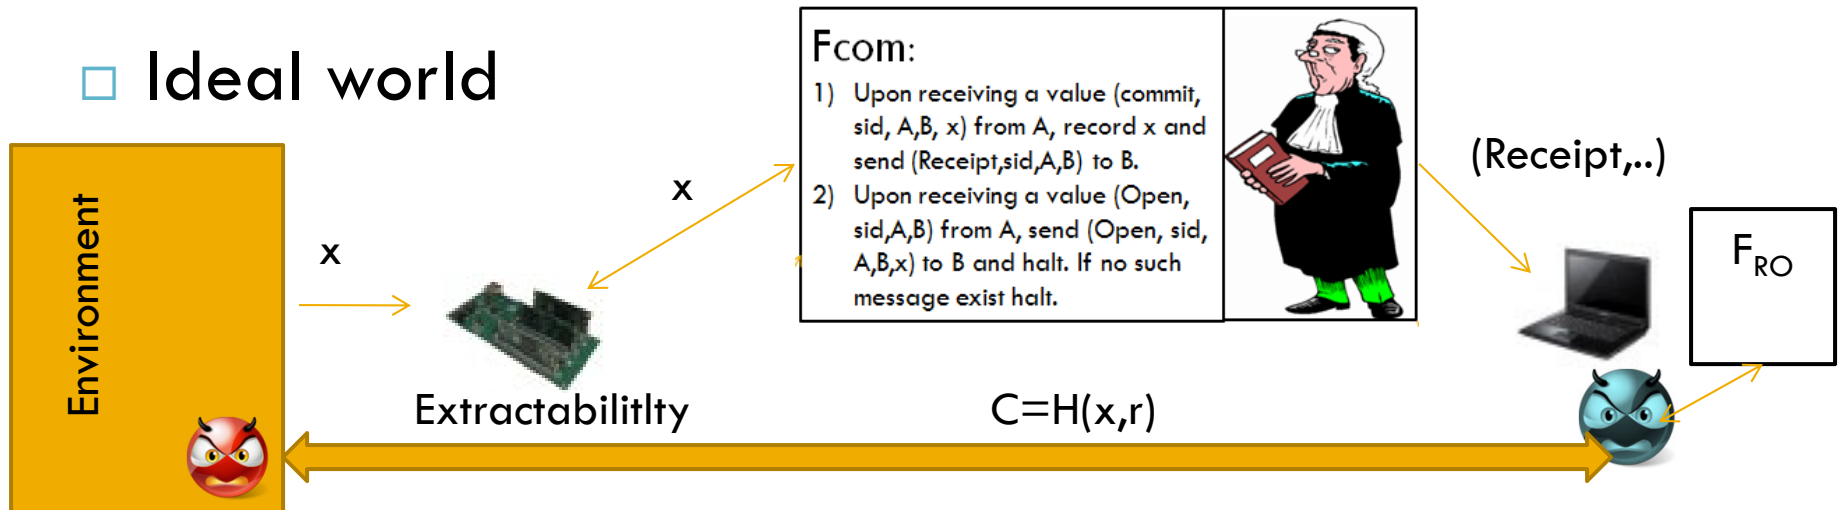 Ideal world
Fcom:
1) Upon receiving a value (commit,
sid, A,B, x) from A, record x and
send (Receipt,sid,A,B) to B.
2) Upon receiving a value (Open,
sid,A,B) from A, send (Open, sid,
A,B,x) to B and halt. If no such
message exist halt.
(Receipt,..)
x
x
Environment
FRO
Extractabilitlty
C=H(x,r)